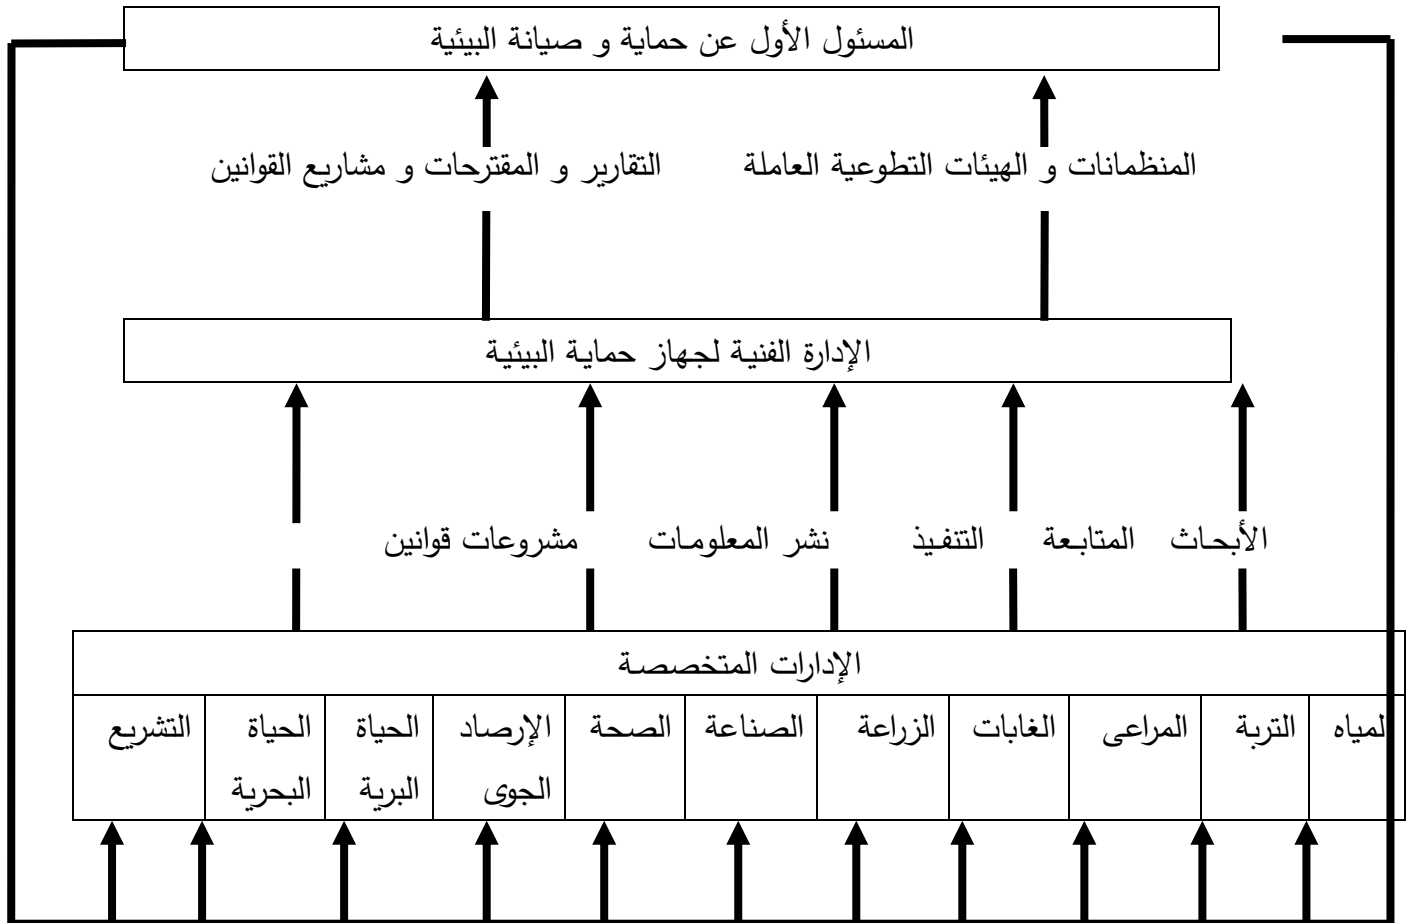 المسئول الأول عن حماية و صيانة البيئية
المنظمانات و الهيئات التطوعية العاملة
التقارير و المقترحات و مشاريع القوانين
الإدارة الفنية لجهاز حماية البيئية
الأبحاث المتابعة التنفيذ نشر المعلومات مشروعات قوانين
الإدارات المتخصصة
المياه
التربة
المراعى
الغابات
الزراعة
الصناعة
الصحة
الإرصاد
الجوى
الحياة
البرية
الحياة
البحرية
التشريع